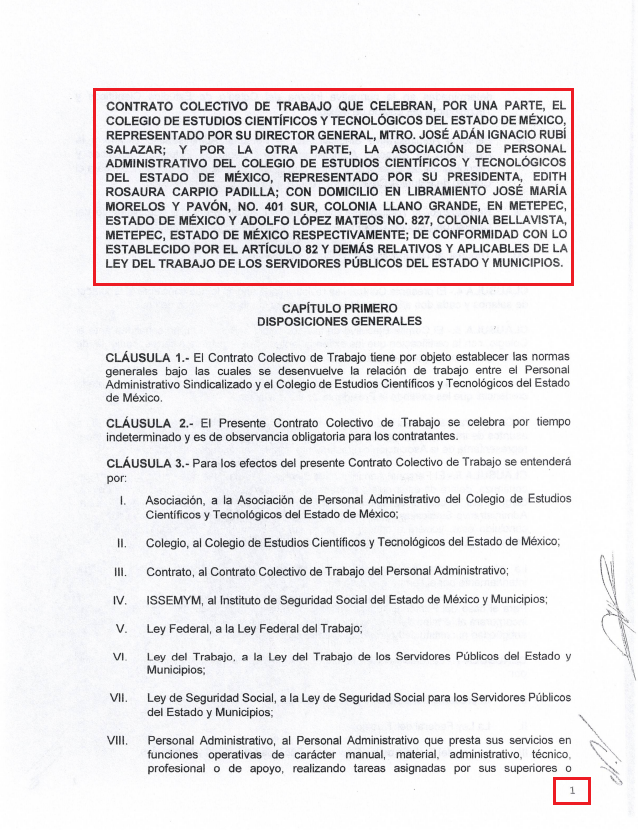 CONTRATO COLECTIVO DE TRABAJO QUE CELEBRAN, POR UNA PARTE, EL
COLEGIO DE ESTUDIOS CIENTÍFICOS Y TECNOLÓGICOS DEL ESTADO DE MÉXICO,
REPRESENTADO POR SU DIRECTOR GENERAL, MTRO. JOSÉ ADÁN IGNACIO RUBÍ
SALAZAR; Y POR LA OTRA PARTE, LA ASOCIACIÓN DE PERSONAL
ADMINISTRATIVO DEL COLEGIO DE ESTUDIOS CIENTÍFICOS Y TECNOLÓGICOS
DEL ESTADO DE MÉXICO, REPRESENTADO POR SU PRESIDENTA, EDITH
ROSAURA CARPIO PADILLA; CON DOMICILIO EN LIBRAMIENTO JOSÉ MARÍA
MORELOS Y PAVÓN, NO. 401 SUR, COLONIA LLANO GRANDE, EN METEPEC,
ESTADO DE MÉXICO Y ADOLFO LÓPEZ MATEOS NO. 827, COLONIA BELLAVISTA,
METEPEC, ESTADO DE MÉXICO RESPECTIVAMENTE; DE CONFORMIDAD CON LO
ESTABLECIDO POR EL ARTÍCULO 82 Y DEMÁS RELATIVOS Y APLICABLES DE LA
LEY DEL TRABAJO DE LOS SERVIDORES PÚBLICOS DEL ESTADO Y MUNICIPIOS.
CAPÍTULO PRIMERO
DISPOSICIONES GENERALES
CLÁUSULA 1.- El Contrato Colectivo de Trabajo tiene por objeto establecer las normas
generales bajo las cuales se desenvuelve la relación de trabajo entre el Personal
Administrativo Sindicalizado y el Colegio de Estudios Científicos y Tecnológicos del Estado
de México.
CLÁUSULA 2.- El Presente Contrato Colectivo de Trabajo se celebra por tiempo
indeterminado y es de observancia obligatoria para los contratantes.
CLÁUSULA 3.- Para los efectos del presente Contrato Colectivo de Trabajo se entenderá
por:
I. Asociación, a la Asociación de Personal Administrativo del Colegio de Estudios
Científicos y Tecnológicos del Estado de México;
II. Colegio, al Colegio de Estudios Científicos y Tecnológicos del Estado de México;
III. Contrato, al Contrato Colectivo de Trabajo del Personal Administrativo;
IV. ISSEMYM, al Instituto de Seguridad Social del Estado de México y Municipios;
V. Ley Federal, a la Ley Federal del Trabajo;
VI. Ley del Trabajo, a la Ley del Trabajo de los Servidores Públicos del Estado y
Municipios;
VII. Ley de Seguridad Social, a la Ley de Seguridad Social para los Servidores Públicos
del Estado y Municipios;
VIII. Personal Administrativo, al Personal Administrativo que presta sus servicios en
funciones operativas de carácter manual, material, administrativo, técnico,
profesional o de apoyo, realizando tareas asignadas por sus superiores o
1